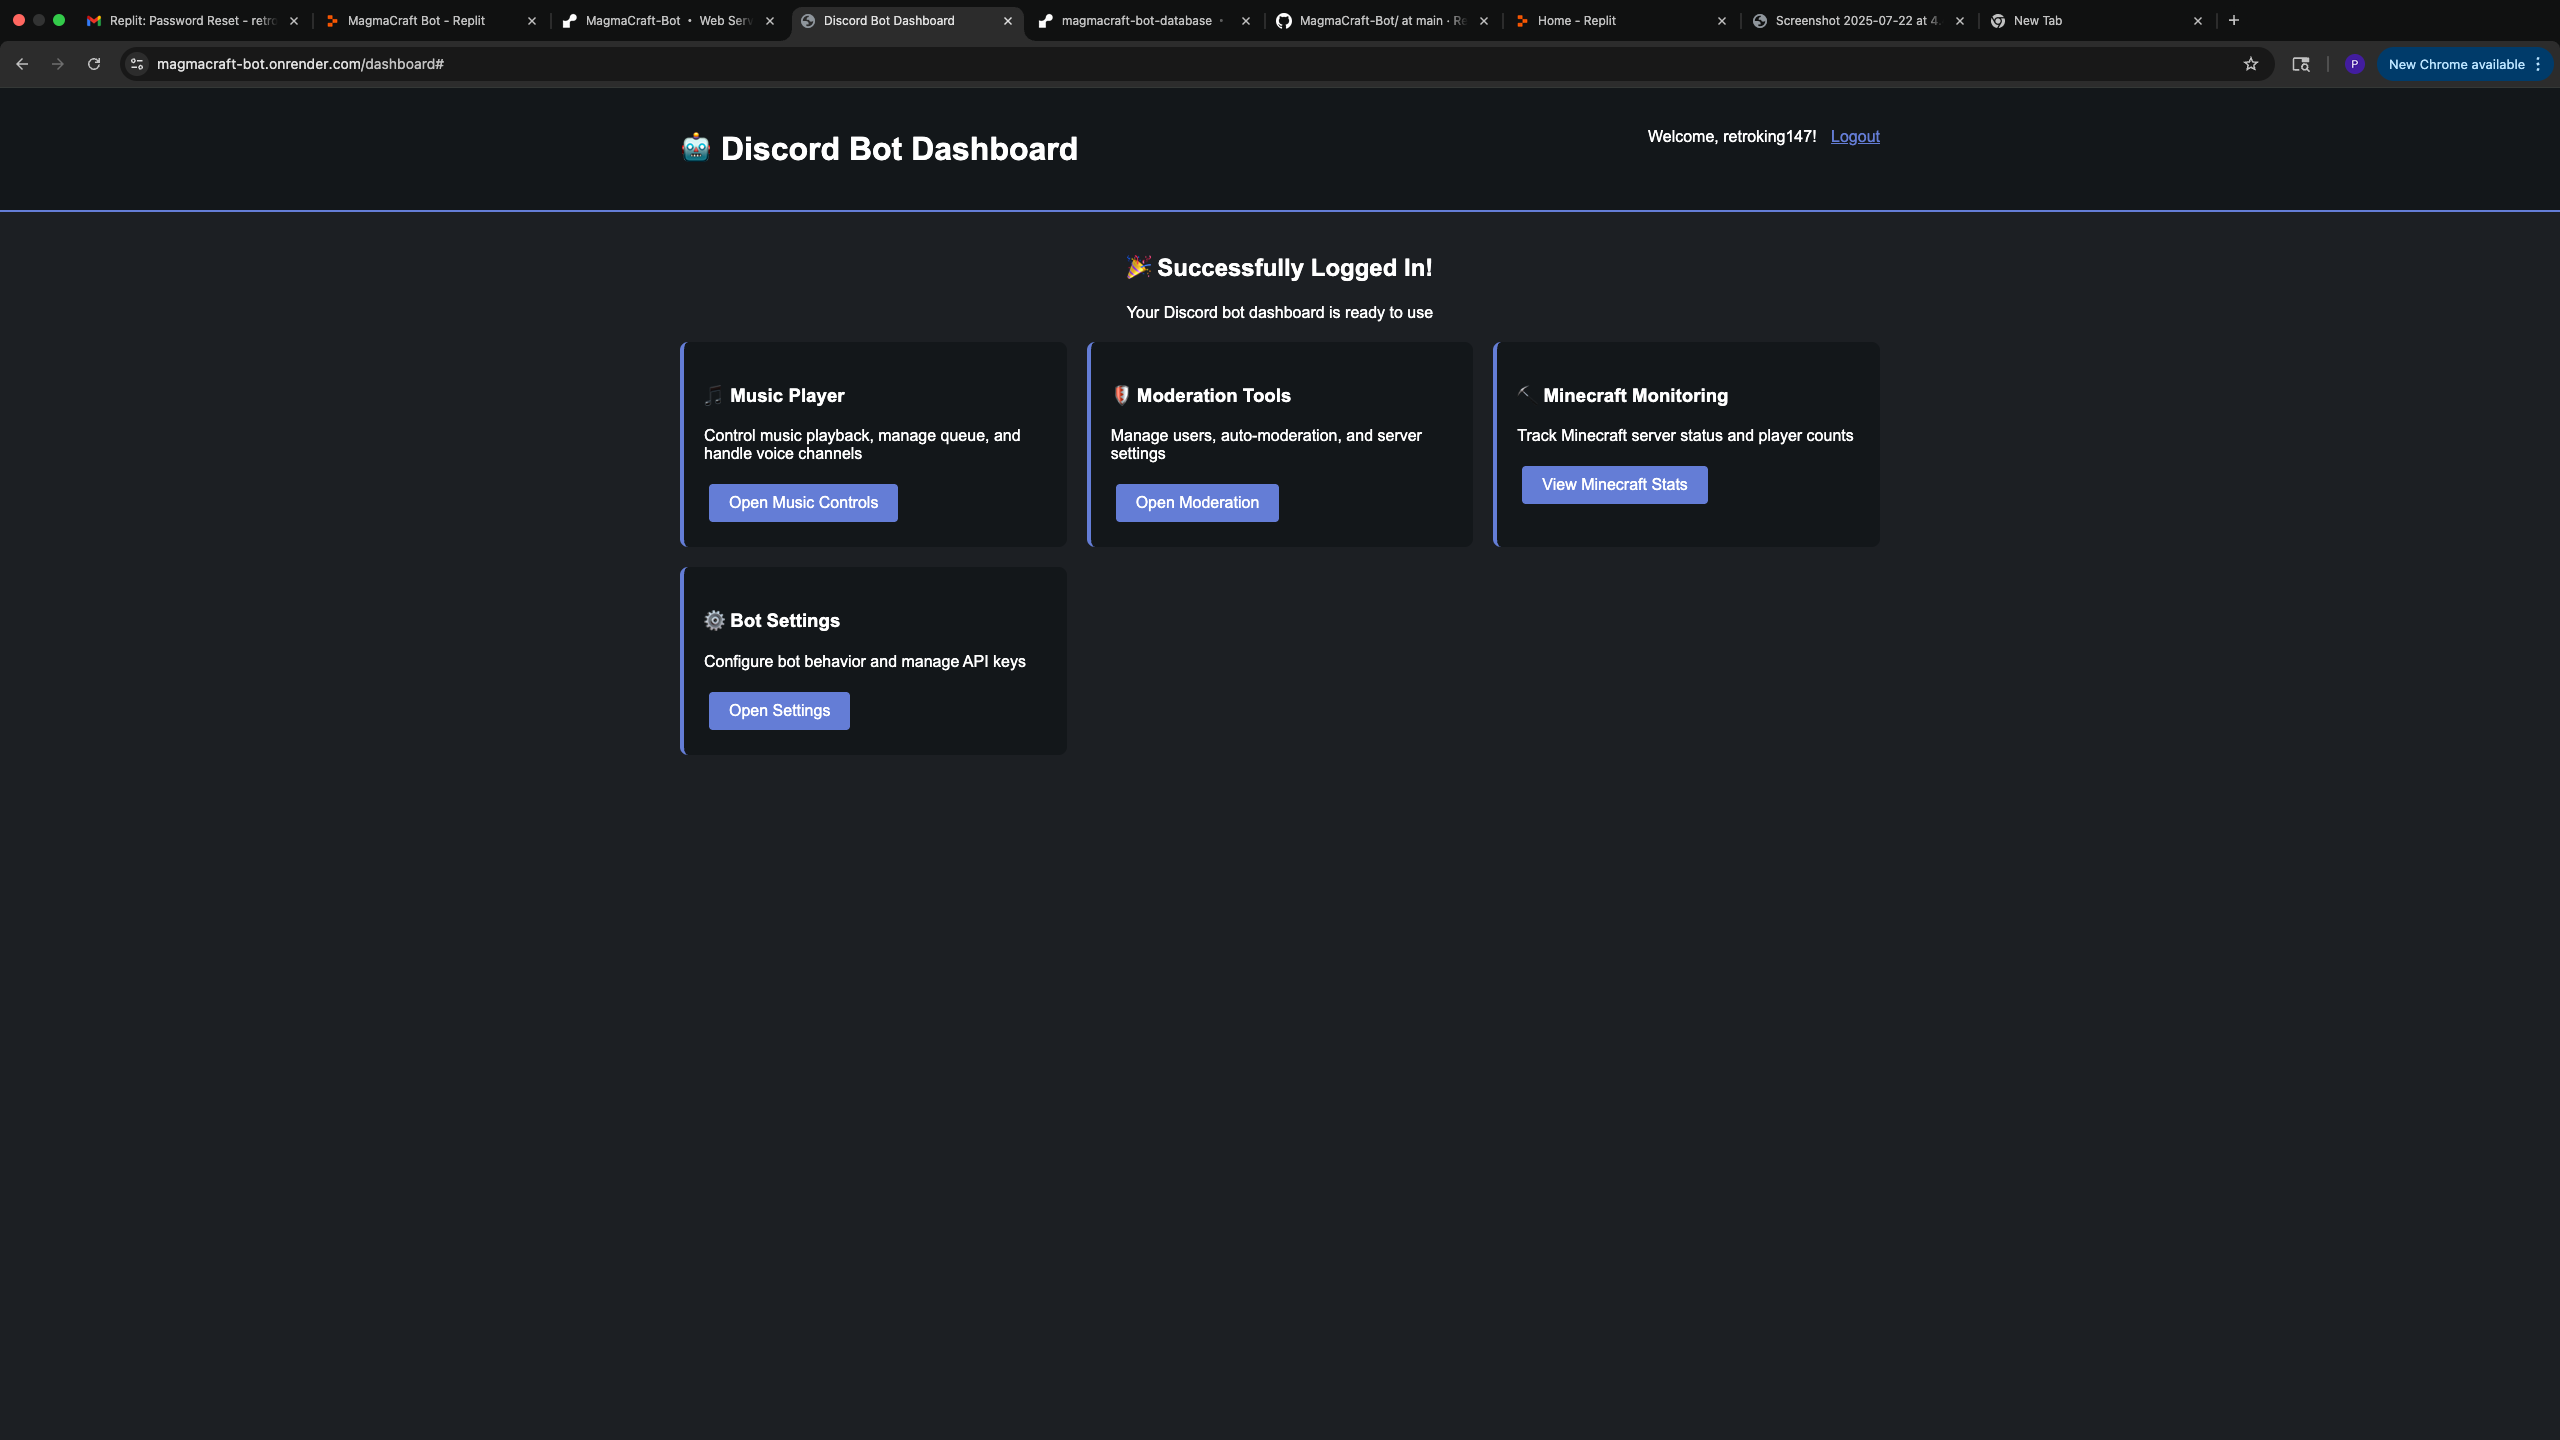 Replit: Password Reset - retro
MagmaCraft Bot - Replit
MagmaCraft-Bot • Web Serv
Discord Bot Dashboard
magmacraft-bot-database •
MagmaCraft-Bot/ at main · Re
Home - Replit
Screenshot 2025-07-22 at 4.
New Tab
magmacraft-bot.onrender.com/dashboard#
P
New Chrome available
🤖 Discord Bot Dashboard
Welcome, retroking147! Logout
🎉 Successfully Logged In!
Your Discord bot dashboard is ready to use
🎵 Music Player
Control music playback, manage queue, and
handle voice channels
Open Music Controls
🛡️ Moderation Tools
Manage users, auto-moderation, and server
settings
Open Moderation
⛏️ Minecraft Monitoring
Track Minecraft server status and player counts
View Minecraft Stats
⚙️ Bot Settings
Configure bot behavior and manage API keys
Open Settings